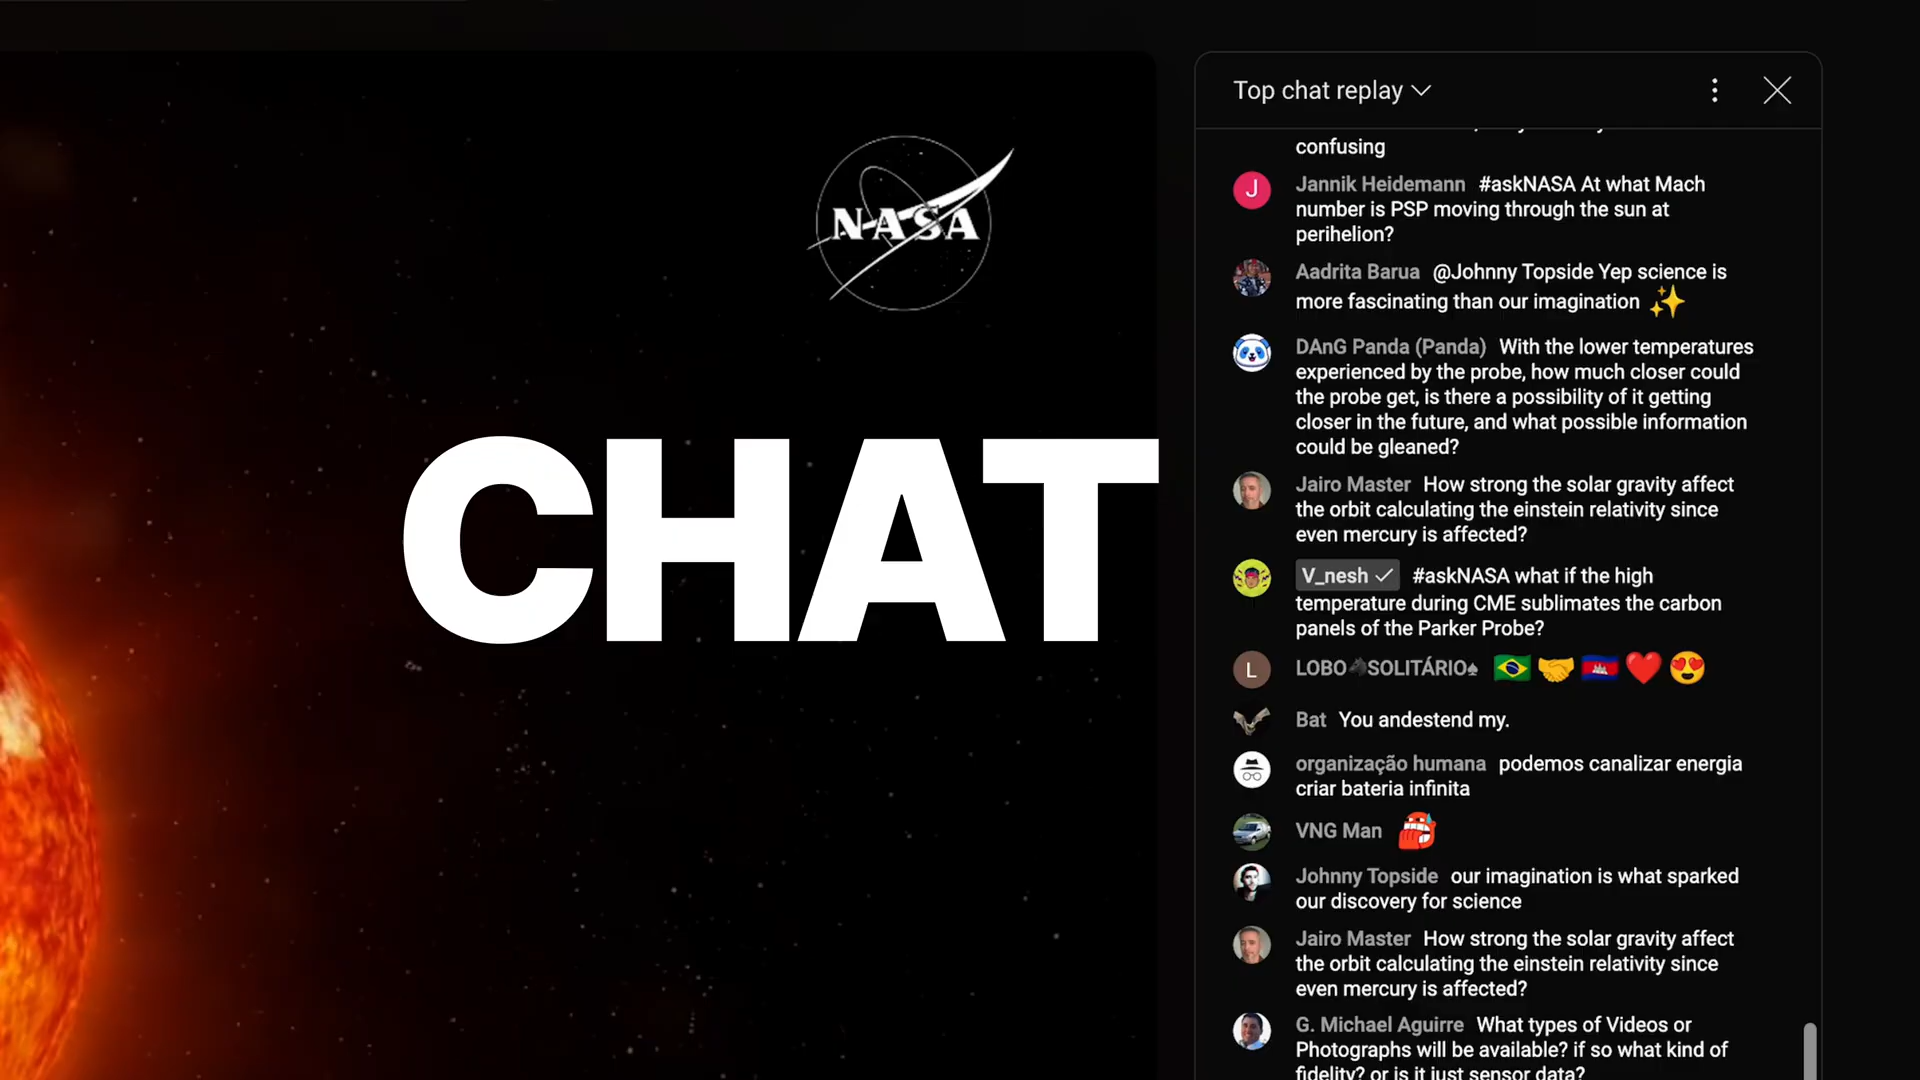 NASA
CHAT
Top chat replay
confusing
Jannik Heidemann #askNASA At what Mach
number is PSP moving through the sun at
perihelion?
Aadrita Barua @Johnny Topside Yep science is
more fascinating than our imagination ✨
DAnG Panda (Panda) With the lower temperatures
experienced by the probe, how much closer could
the probe get, is there a possibility of it getting
closer in the future, and what possible information
could be gleaned?
Jairo Master How strong the solar gravity affect
the orbit calculating the einstein relativity since
even mercury is affected?
V_nesh ✓ #askNASA what if the high
temperature during CME sublimates the carbon
panels of the Parker Probe?
L LOBO🐴SOLITÁRIO♠ 🇧🇷🤝🇰🇭❤️😍
Bat You andestend my.
organização humana podemos canalizar energia
criar bateria infinita
VNG Man
Johnny Topside our imagination is what sparked
our discovery for science
Jairo Master How strong the solar gravity affect
the orbit calculating the einstein relativity since
even mercury is affected?
G. Michael Aguirre What types of Videos or
Photographs will be available? if so what kind of
fidelity? or is it just sensor data?